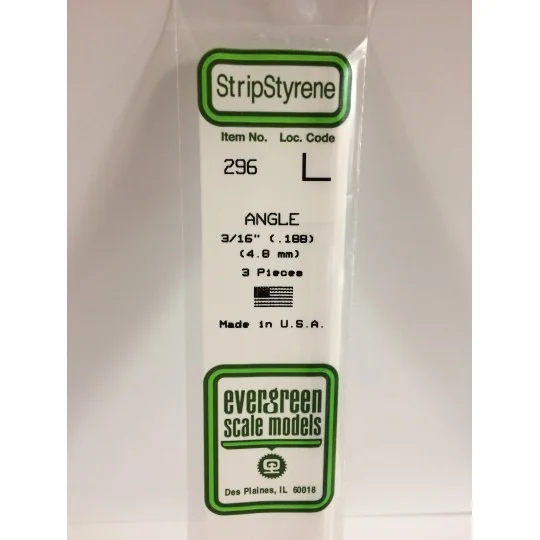 StripStyrene
Item No. Loc. Code
296
ANGLE
3/16" (.188)
(4.8 mm)
3 Pieces
Made in U.S.A.
evergreen
scale models
Des Plaines, IL 60018